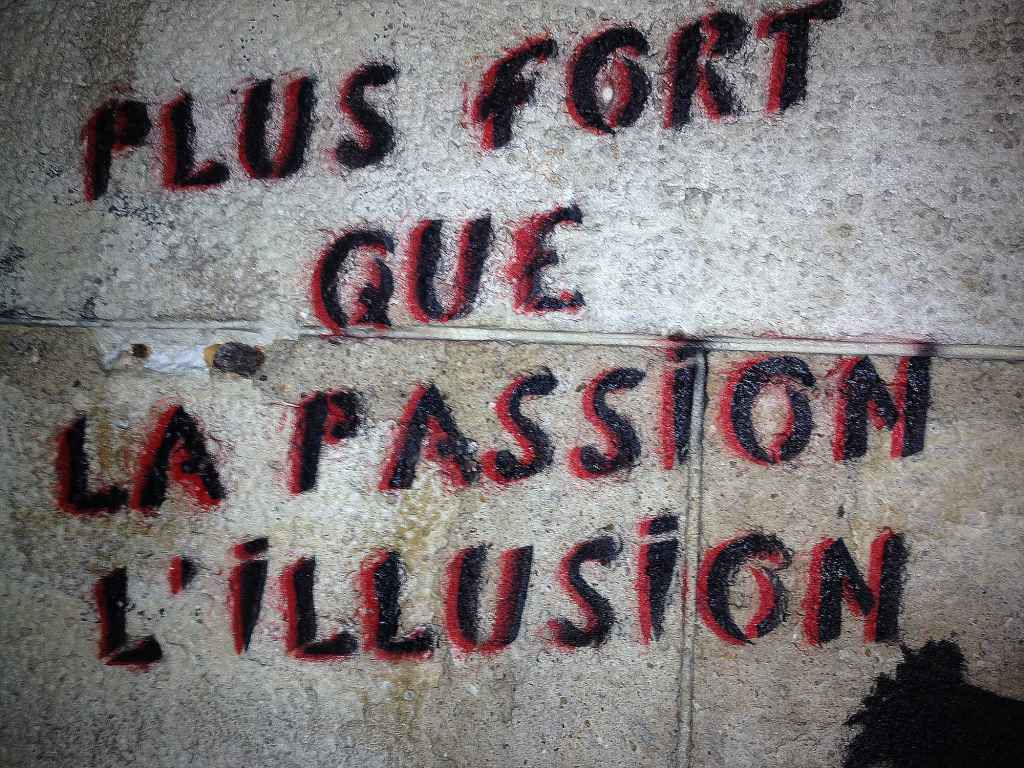 PLUS FORT
QUE
LA PASSiON
L'iLLUSiON